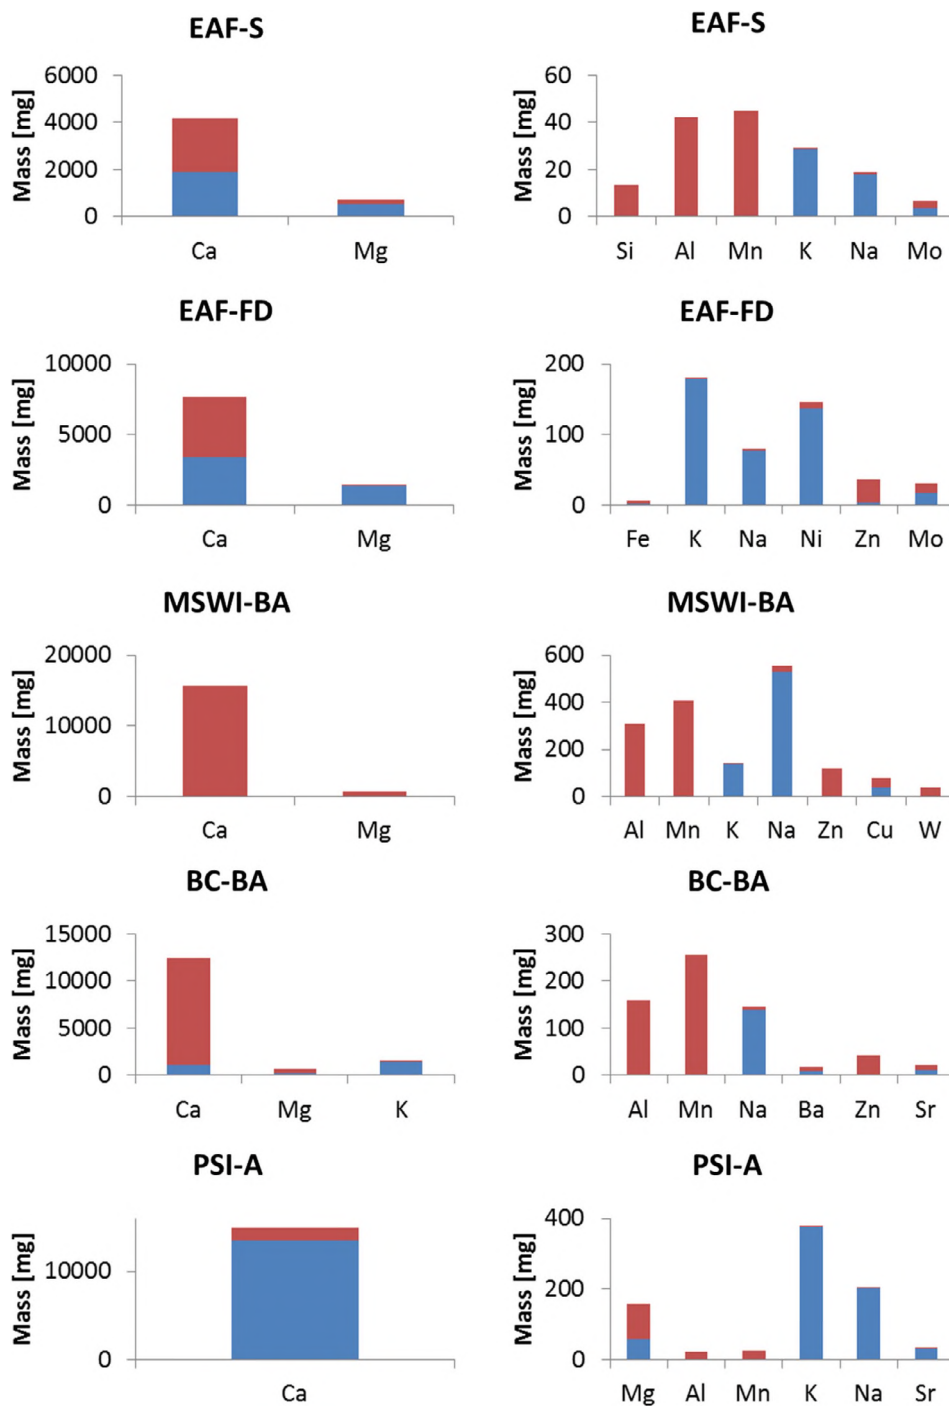 EAF-S
Mass [mg]
6000
4000
2000
0
Ca Mg
EAF-S
Mass [mg]
60
40
20
0
Si Al Mn K Na Mo
EAF-FD
Mass [mg]
10000
5000
0
Ca Mg
EAF-FD
Mass [mg]
200
100
0
Fe K Na Ni Zn Mo
MSWI-BA
Mass [mg]
20000
10000
0
Ca Mg
MSWI-BA
Mass [mg]
600
400
200
0
Al Mn K Na Zn Cu W
BC-BA
Mass [mg]
15000
10000
5000
0
Ca Mg K
BC-BA
Mass [mg]
300
200
100
0
Al Mn Na Ba Zn Sr
PSI-A
Mass [mg]
10000
0
Ca
PSI-A
Mass [mg]
400
200
0
Mg Al Mn K Na Sr